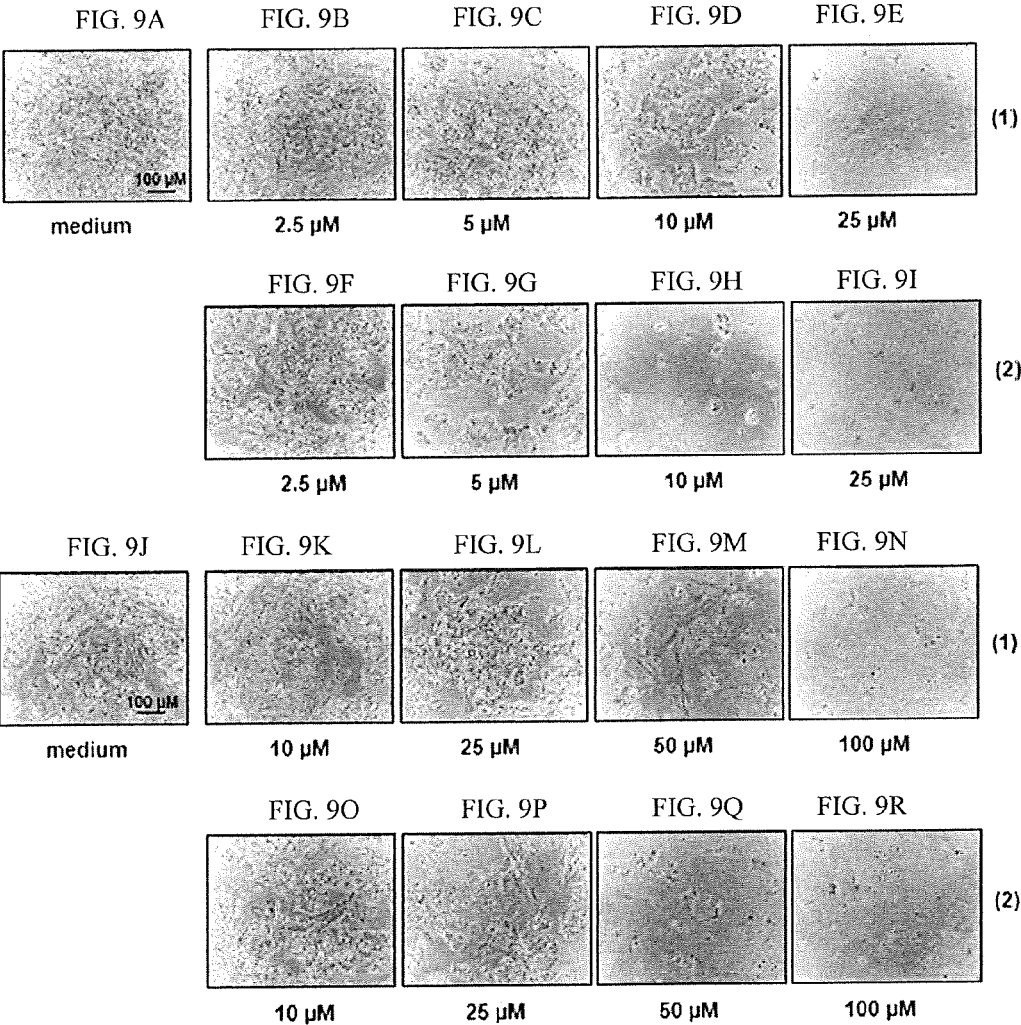 FIG. 9A FIG. 9B FIG. 9C FIG. 9D FIG. 9E
100 µM
(1)
medium 2.5 µM 5 µM 10 µM 25 µM
FIG. 9F FIG. 9G FIG. 9H FIG. 9I
(2)
2.5 µM 5 µM 10 µM 25 µM
FIG. 9J FIG. 9K FIG. 9L FIG. 9M FIG. 9N
100 µM
(1)
medium 10 µM 25 µM 50 µM 100 µM
FIG. 9O FIG. 9P FIG. 9Q FIG. 9R
(2)
10 µM 25 µM 50 µM 100 µM